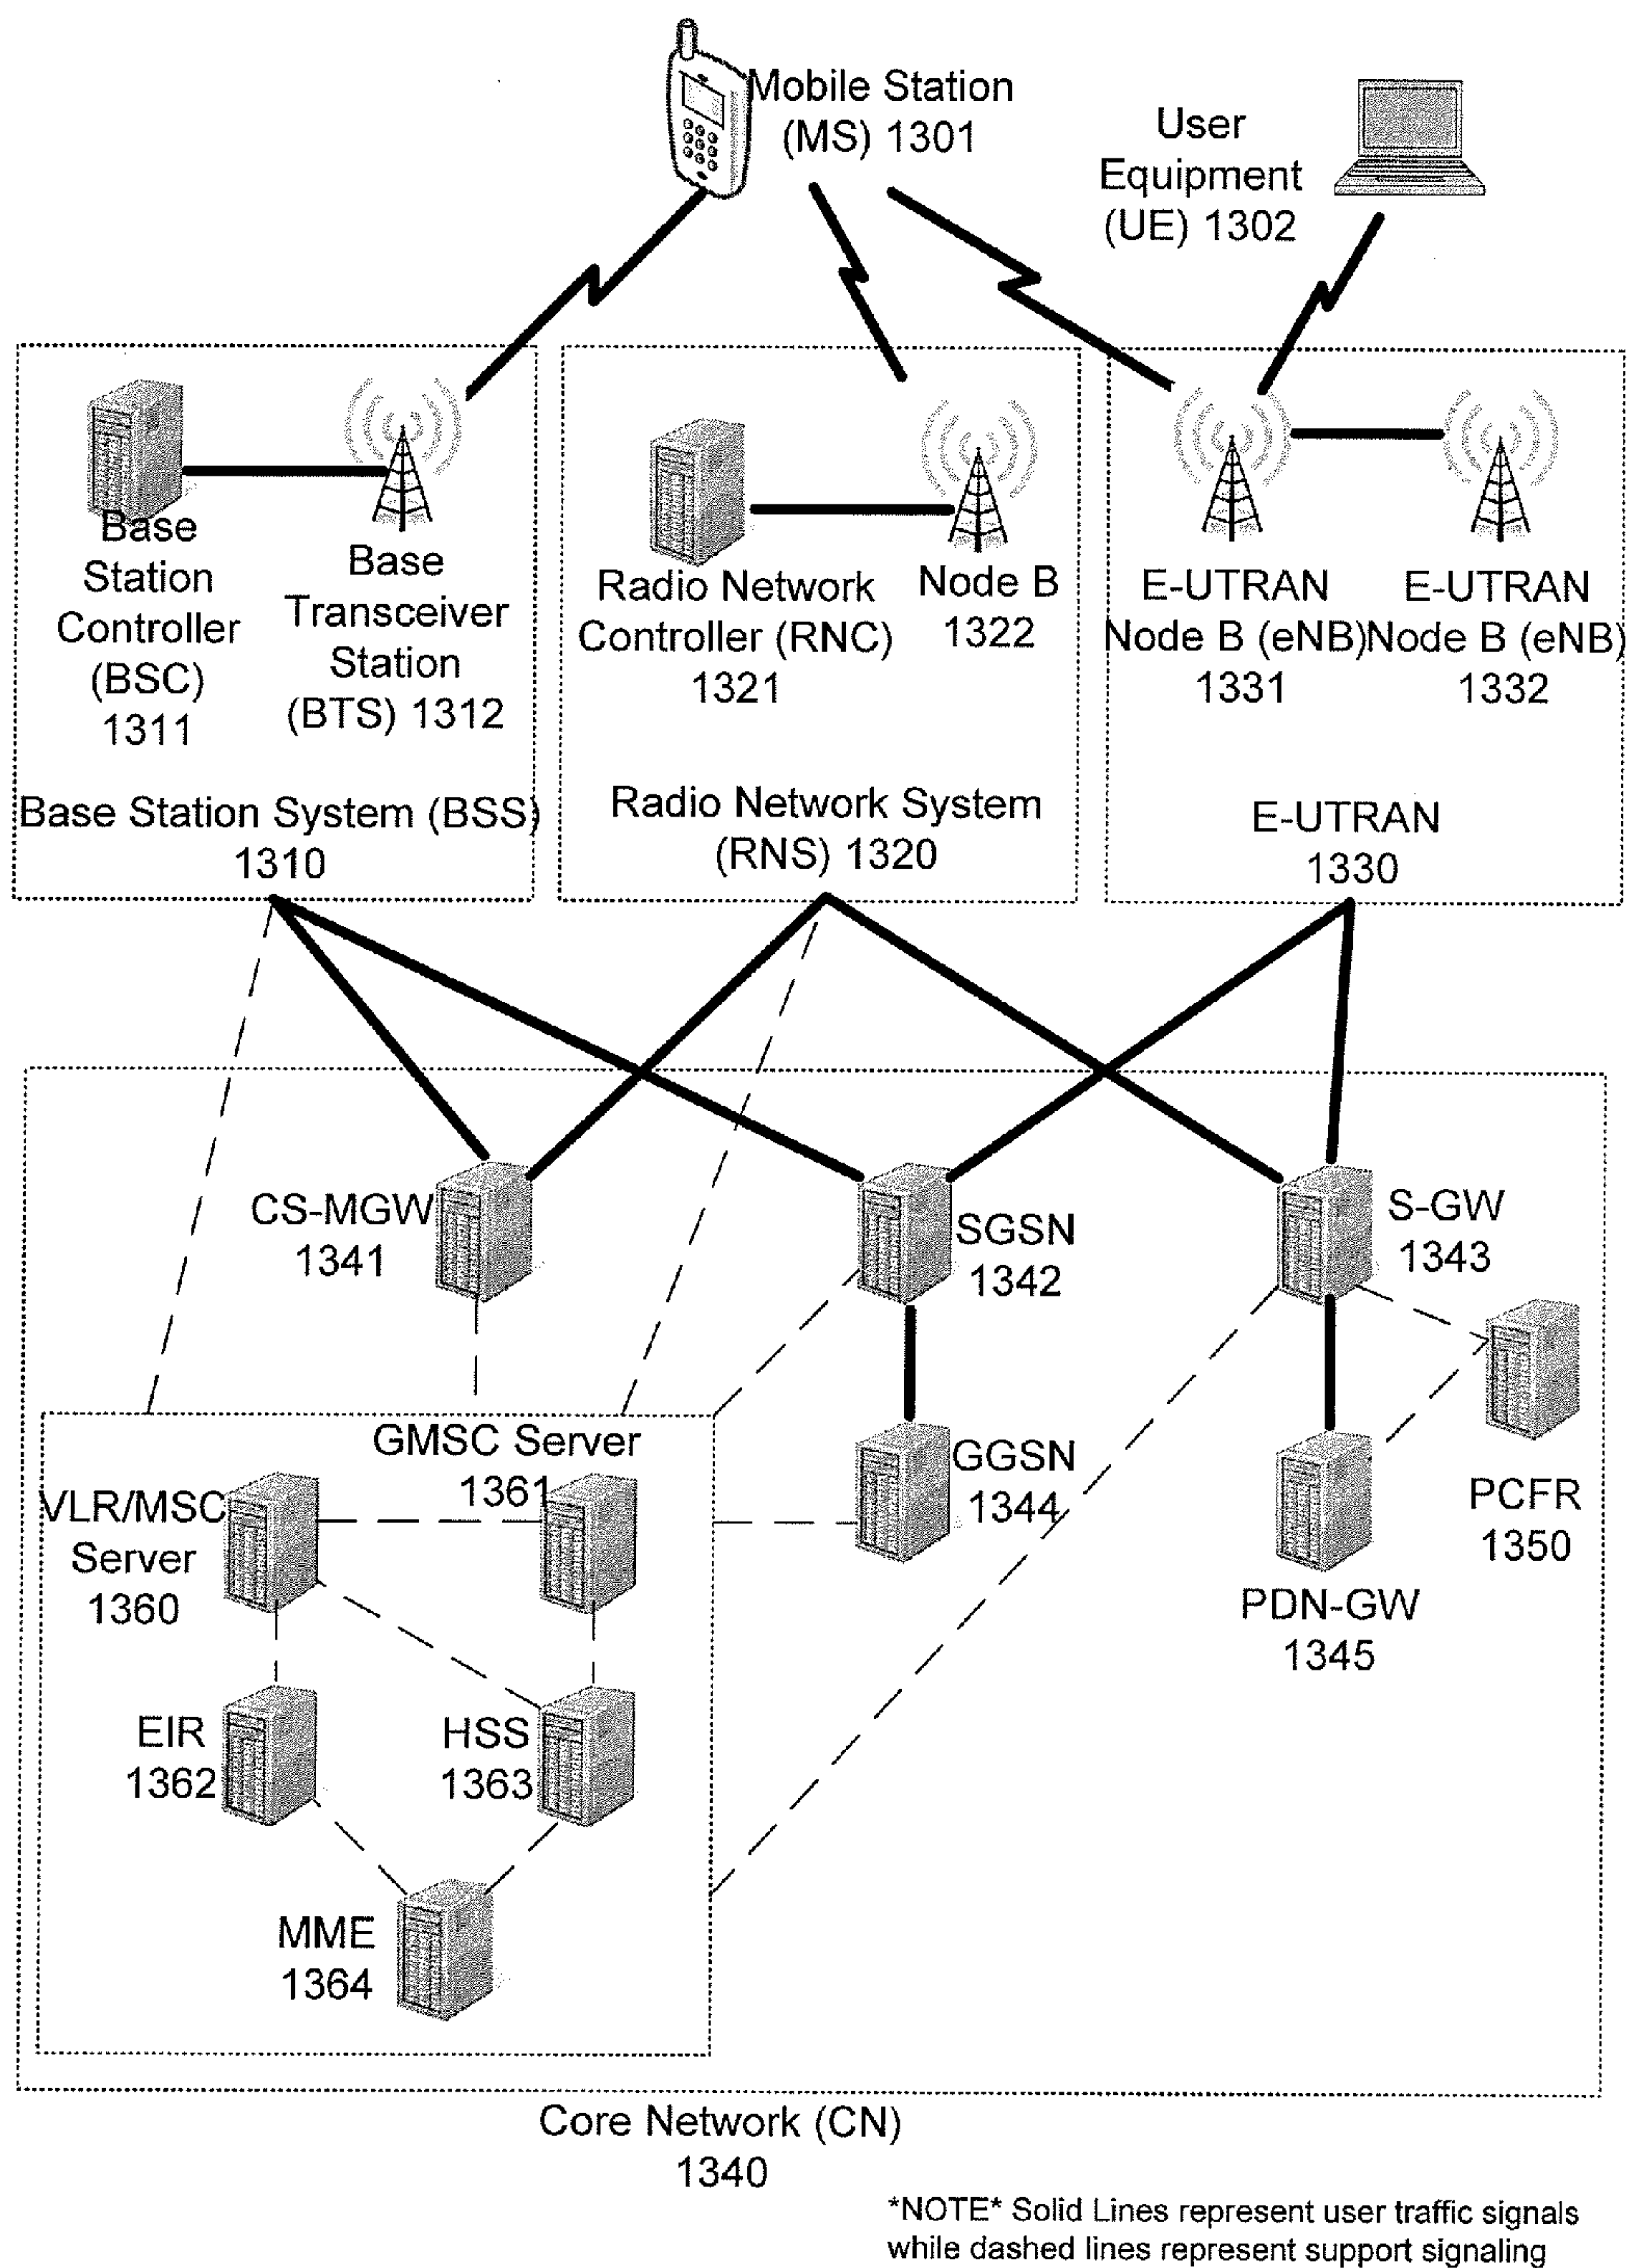 Mobile Station
(MS) 1301
User
Equipment
(UE) 1302
Base
Station
Controller
(BSC)
1311
Base
Transceiver
Station
(BTS) 1312
Base Station System (BSS)
1310
Radio Network
Controller (RNC)
1321
Node B
1322
Radio Network System
(RNS) 1320
E-UTRAN
Node B (eNB)
1331
E-UTRAN
Node B (eNB)
1332
E-UTRAN
1330
CS-MGW
1341
SGSN
1342
S-GW
1343
GMSC Server
1361
VLR/MSC
Server
1360
GGSN
1344
PCFR
1350
PDN-GW
1345
EIR
1362
HSS
1363
MME
1364
Core Network (CN)
1340
*NOTE* Solid Lines represent user traffic signals
while dashed lines represent support signaling